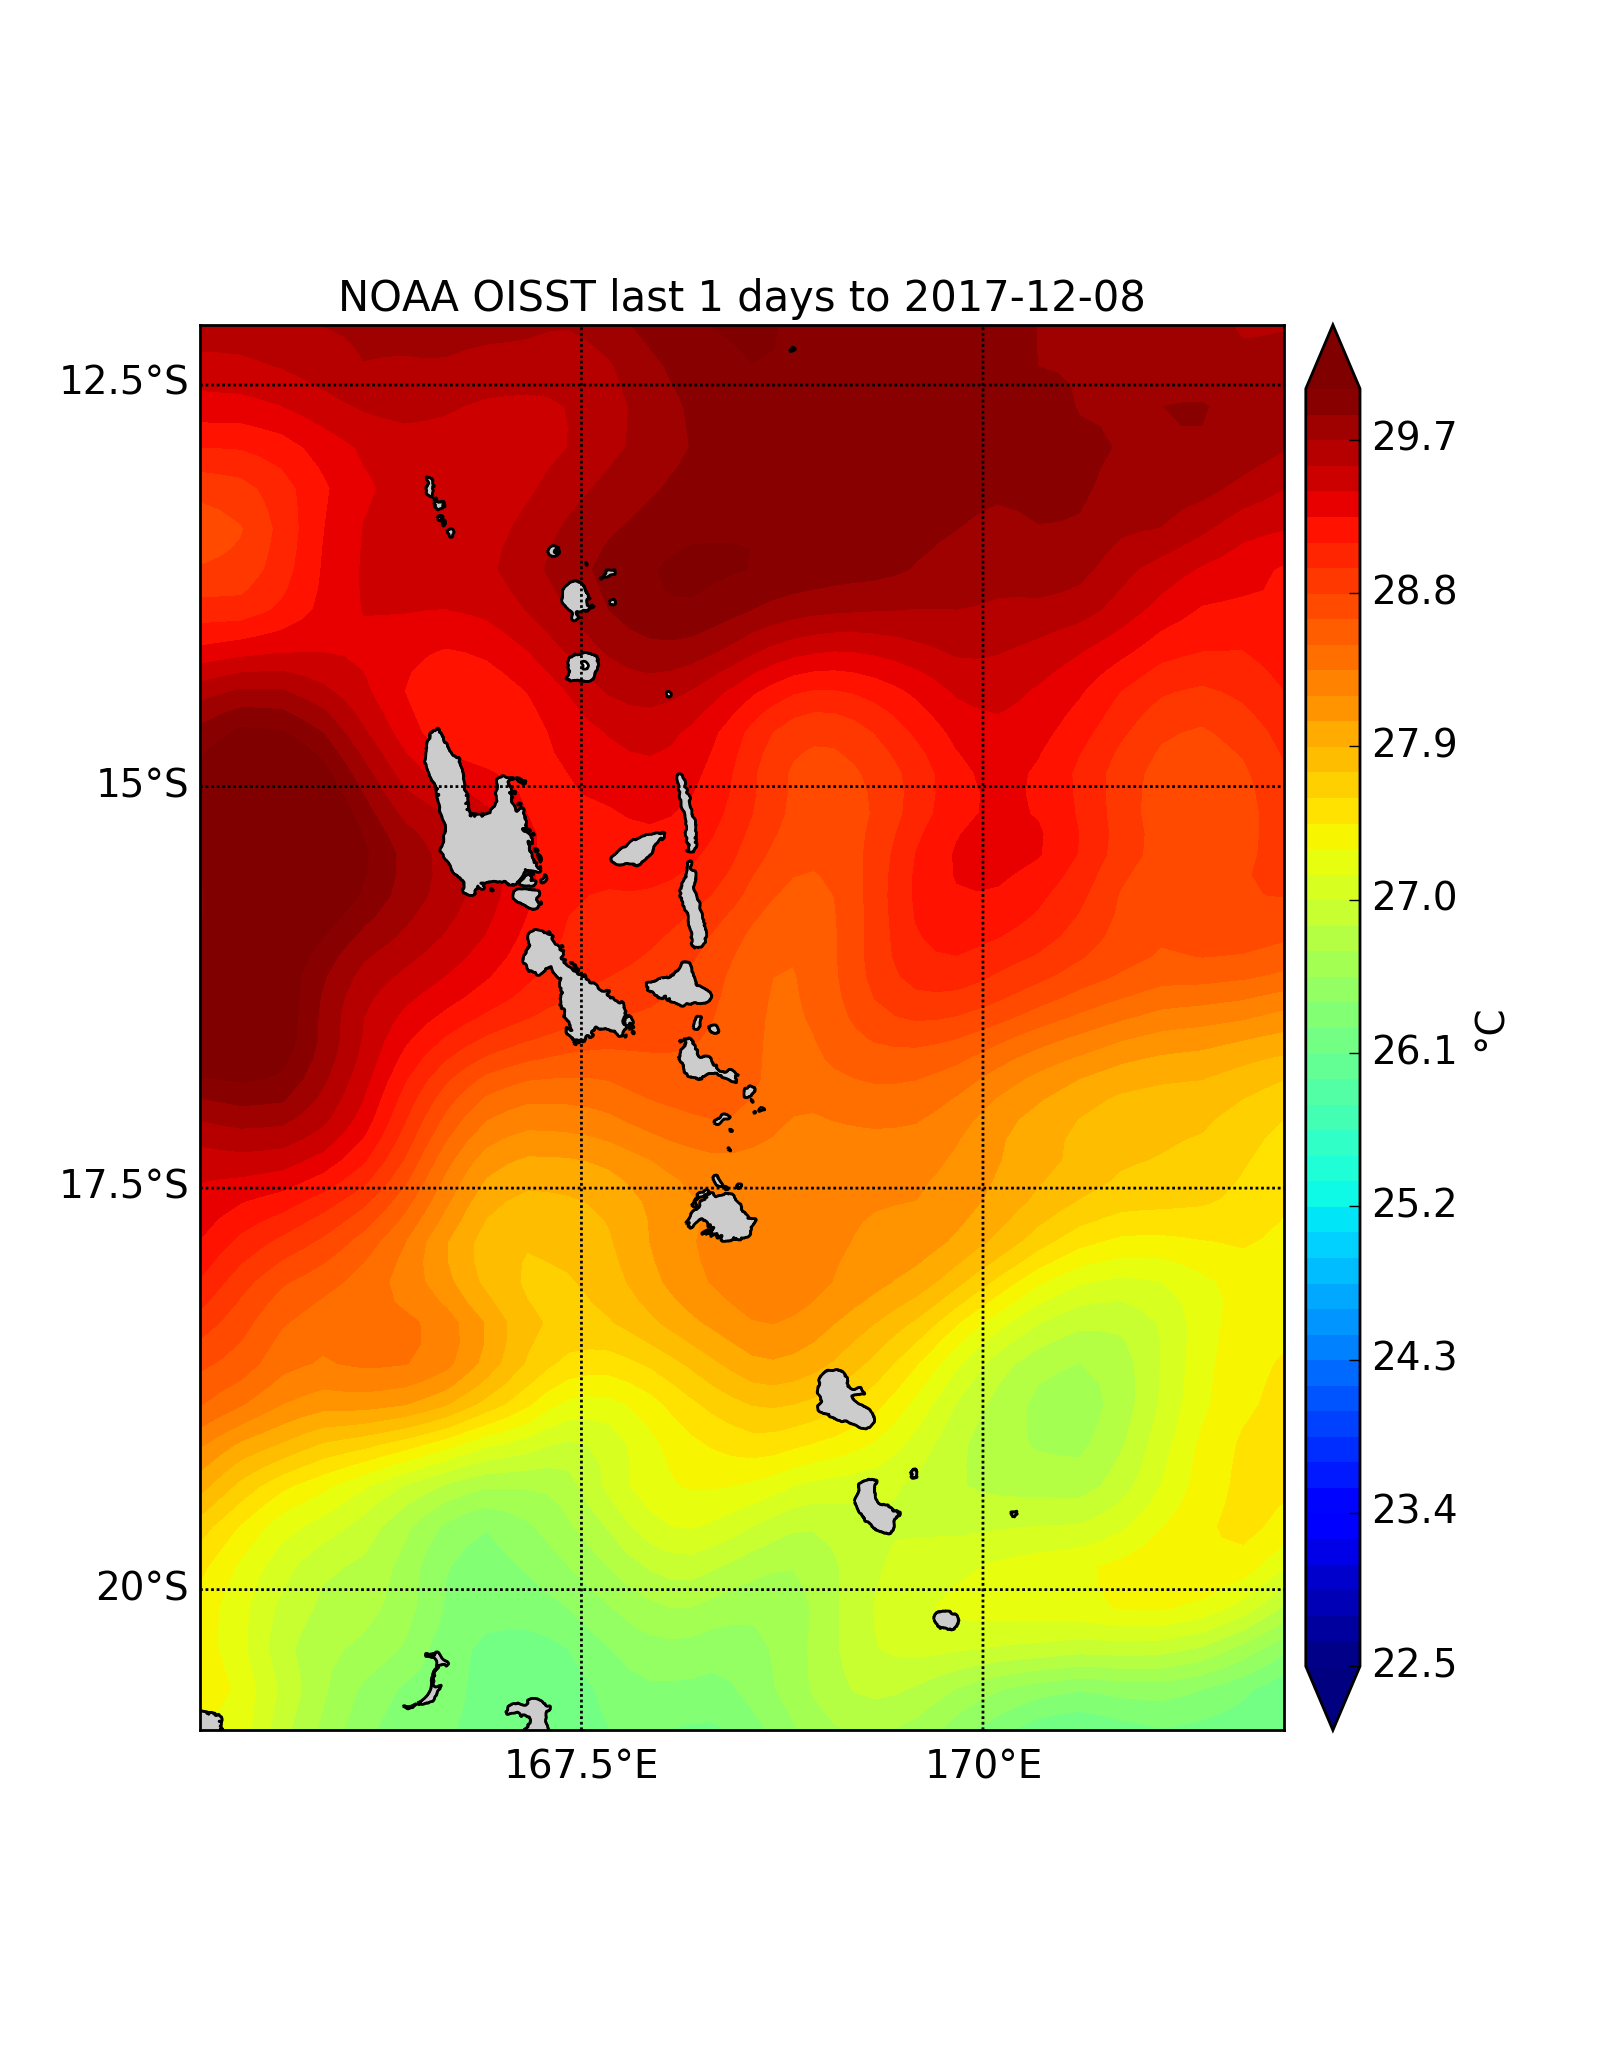 NOAA OISST last 1 days to 2017-12-08
12.5°S
15°S
17.5°S
20°S
167.5°E
170°E
29.7
28.8
27.9
27.0
26.1
25.2
24.3
23.4
22.5
°C